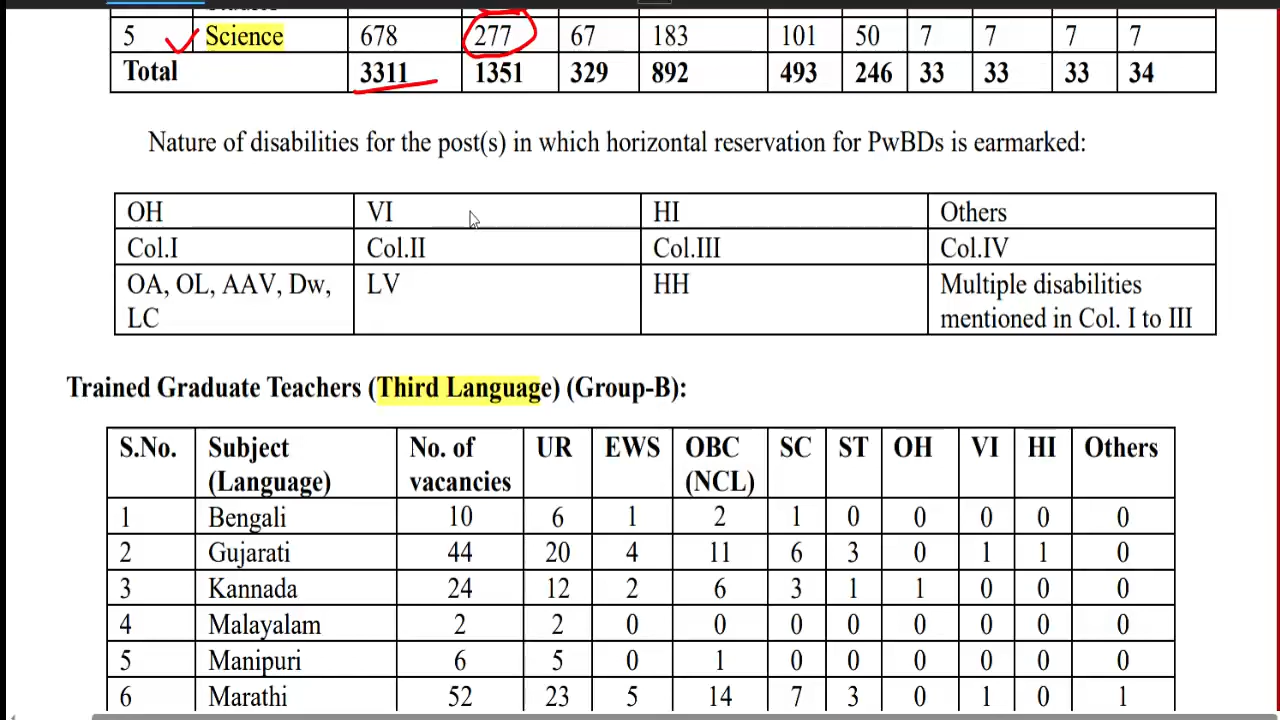 5 Science 678 277 67 183 101 50 7 7 7 7
Total 3311 1351 329 892 493 246 33 33 33 34
Nature of disabilities for the post(s) in which horizontal reservation for PwBDs is earmarked:
OH VI HI Others
Col.I Col.II Col.III Col.IV
OA, OL, AAV, Dw, LV HH Multiple disabilities
LC mentioned in Col. I to III
Trained Graduate Teachers (Third Language) (Group-B):
S.No. Subject No. of UR EWS OBC SC ST OH VI HI Others
(Language) vacancies (NCL)
1 Bengali 10 6 1 2 1 0 0 0 0 0
2 Gujarati 44 20 4 11 6 3 0 1 1 0
3 Kannada 24 12 2 6 3 1 1 0 0 0
4 Malayalam 2 2 0 0 0 0 0 0 0 0
5 Manipuri 6 5 0 1 0 0 0 0 0 0
6 Marathi 52 23 5 14 7 3 0 1 0 1